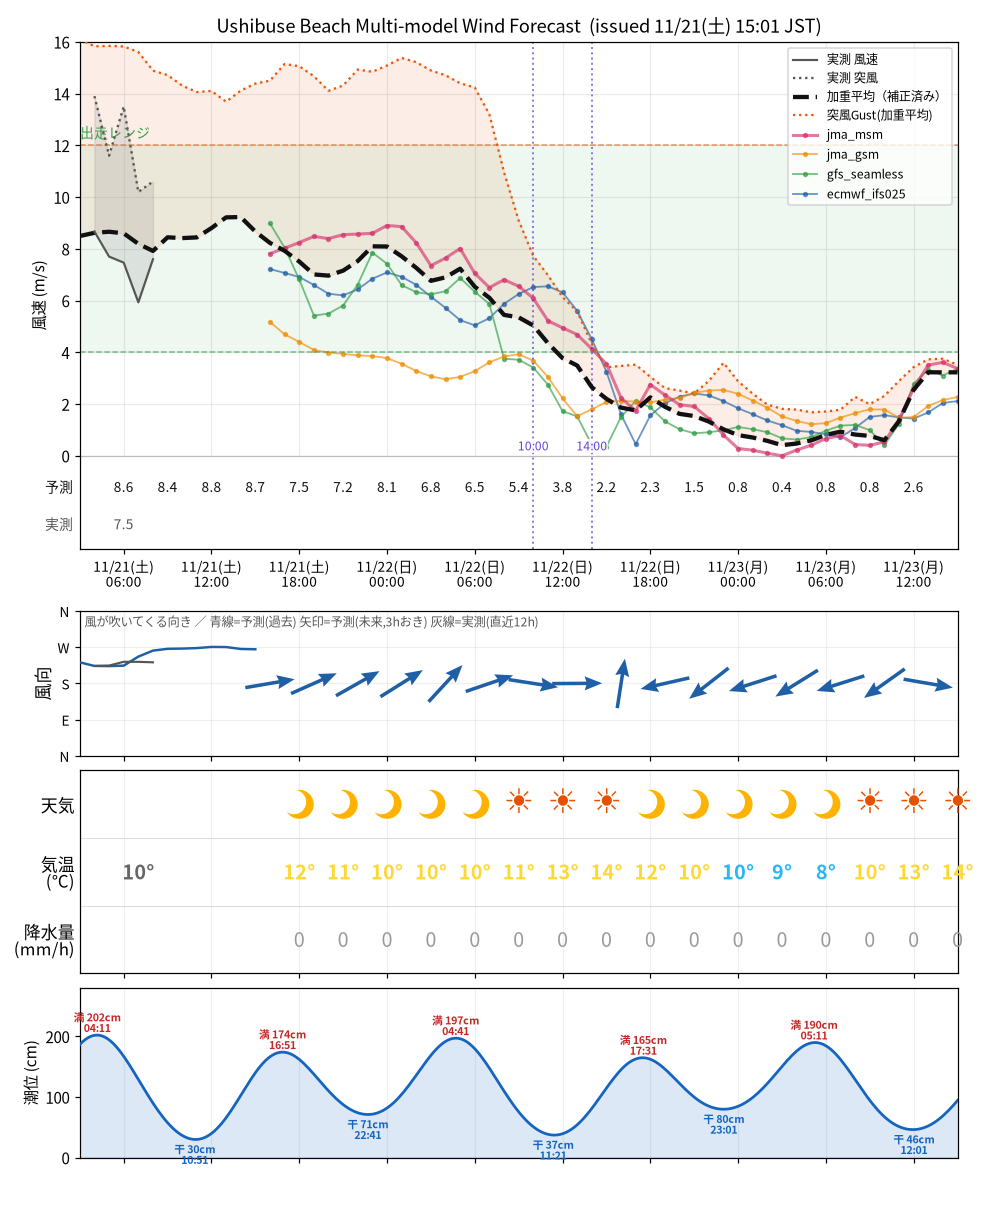 Ushibuse Beach Multi-model Wind Forecast (issued 11/21(土) 15:01 JST)
風速 (m/s)
16
14
12
10
8
6
4
2
0
出走レンジ
実測 風速
実測 突風
加重平均（補正済み）
突風Gust(加重平均)
jma_msm
jma_gsm
gfs_seamless
ecmwf_ifs025
10:00 14:00
予測 8.6 8.4 8.8 8.7 7.5 7.2 8.1 6.8 6.5 5.4 3.8 2.2 2.3 1.5 0.8 0.4 0.8 0.8 2.6
実測 7.5
11/21(土) 11/21(土) 11/21(土) 11/22(日) 11/22(日) 11/22(日) 11/22(日) 11/23(月) 11/23(月) 11/23(月)
06:00 12:00 18:00 00:00 06:00 12:00 18:00 00:00 06:00 12:00
風向
N
W
S
E
N
風が吹いてくる向き ／ 青線=予測(過去) 矢印=予測(未来,3hおき) 灰線=実測(直近12h)
天気
気温
(℃)
10° 12° 11° 10° 10° 10° 11° 13° 14° 12° 10° 10° 9° 8° 10° 13° 14°
降水量
(mm/h)
0 0 0 0 0 0 0 0 0 0 0 0 0 0 0 0
潮位 (cm)
200
100
0
満 202cm
04:11
干 30cm
10:51
満 174cm
16:51
干 71cm
22:41
満 197cm
04:41
干 37cm
11:21
満 165cm
17:31
干 80cm
23:01
満 190cm
05:11
干 46cm
12:01